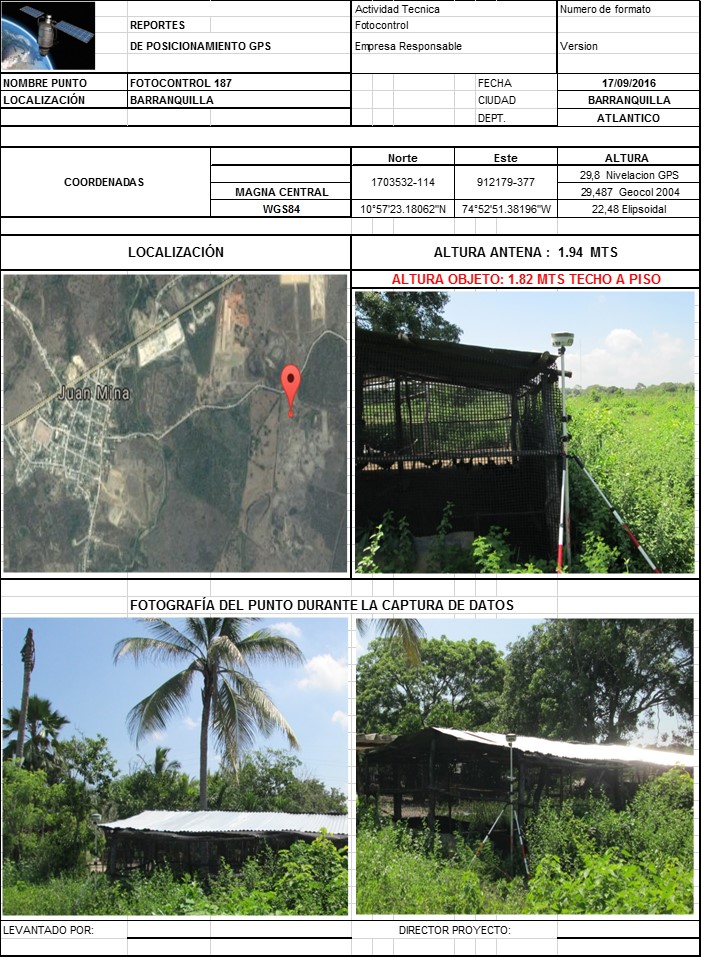 Actividad Tecnica
Numero de formato
REPORTES
Fotocontrol
DE POSICIONAMIENTO GPS
Empresa Responsable
Version
NOMBRE PUNTO
FOTOCONTROL 187
FECHA
17/09/2016
LOCALIZACIÓN
BARRANQUILLA
CIUDAD
BARRANQUILLA
DEPT.
ATLANTICO
COORDENADAS
Norte
Este
ALTURA
1703532-114
912179-377
29,8 Nivelacion GPS
MAGNA CENTRAL
29,487 Geocol 2004
WGS84
10°57'23.18062"N
74°52'51.38196"W
22,48 Elipsoidal
LOCALIZACIÓN
ALTURA ANTENA : 1.94 MTS
ALTURA OBJETO: 1.82 MTS TECHO A PISO
Juan Mina
FOTOGRAFÍA DEL PUNTO DURANTE LA CAPTURA DE DATOS
LEVANTADO POR:
DIRECTOR PROYECTO: